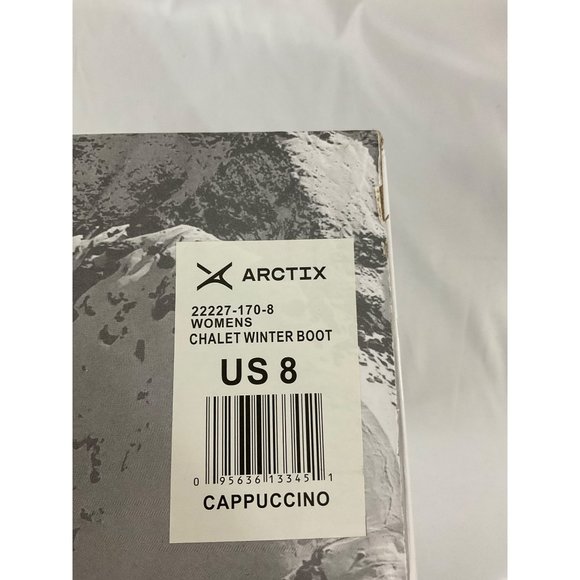 ARCTIX
22227-170-8
WOMENS
CHALET WINTER BOOT
US 8
0 95636 13345 1
CAPPUCCINO